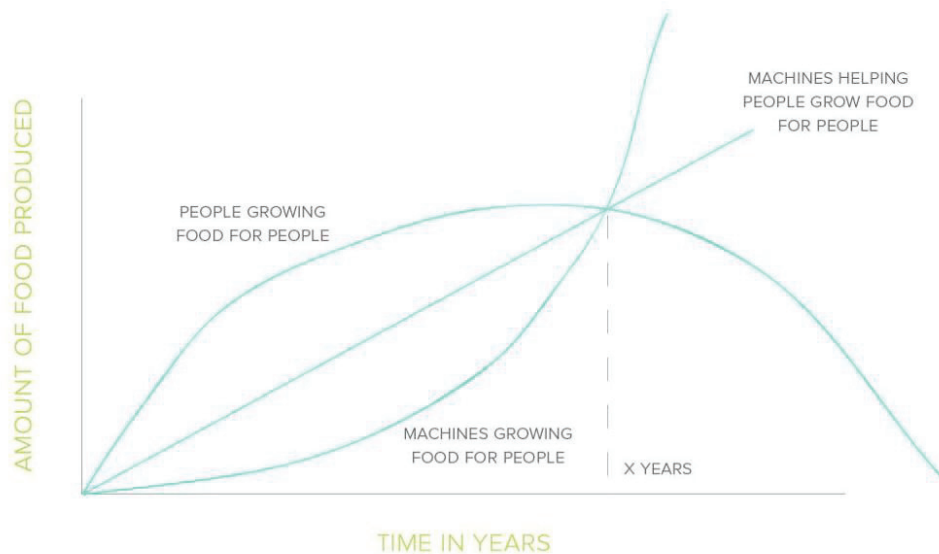 MACHINES HELPING
PEOPLE GROW FOOD
FOR PEOPLE
AMOUNT OF FOOD PRODUCED
PEOPLE GROWING
FOOD FOR PEOPLE
MACHINES GROWING
FOOD FOR PEOPLE
X YEARS
TIME IN YEARS